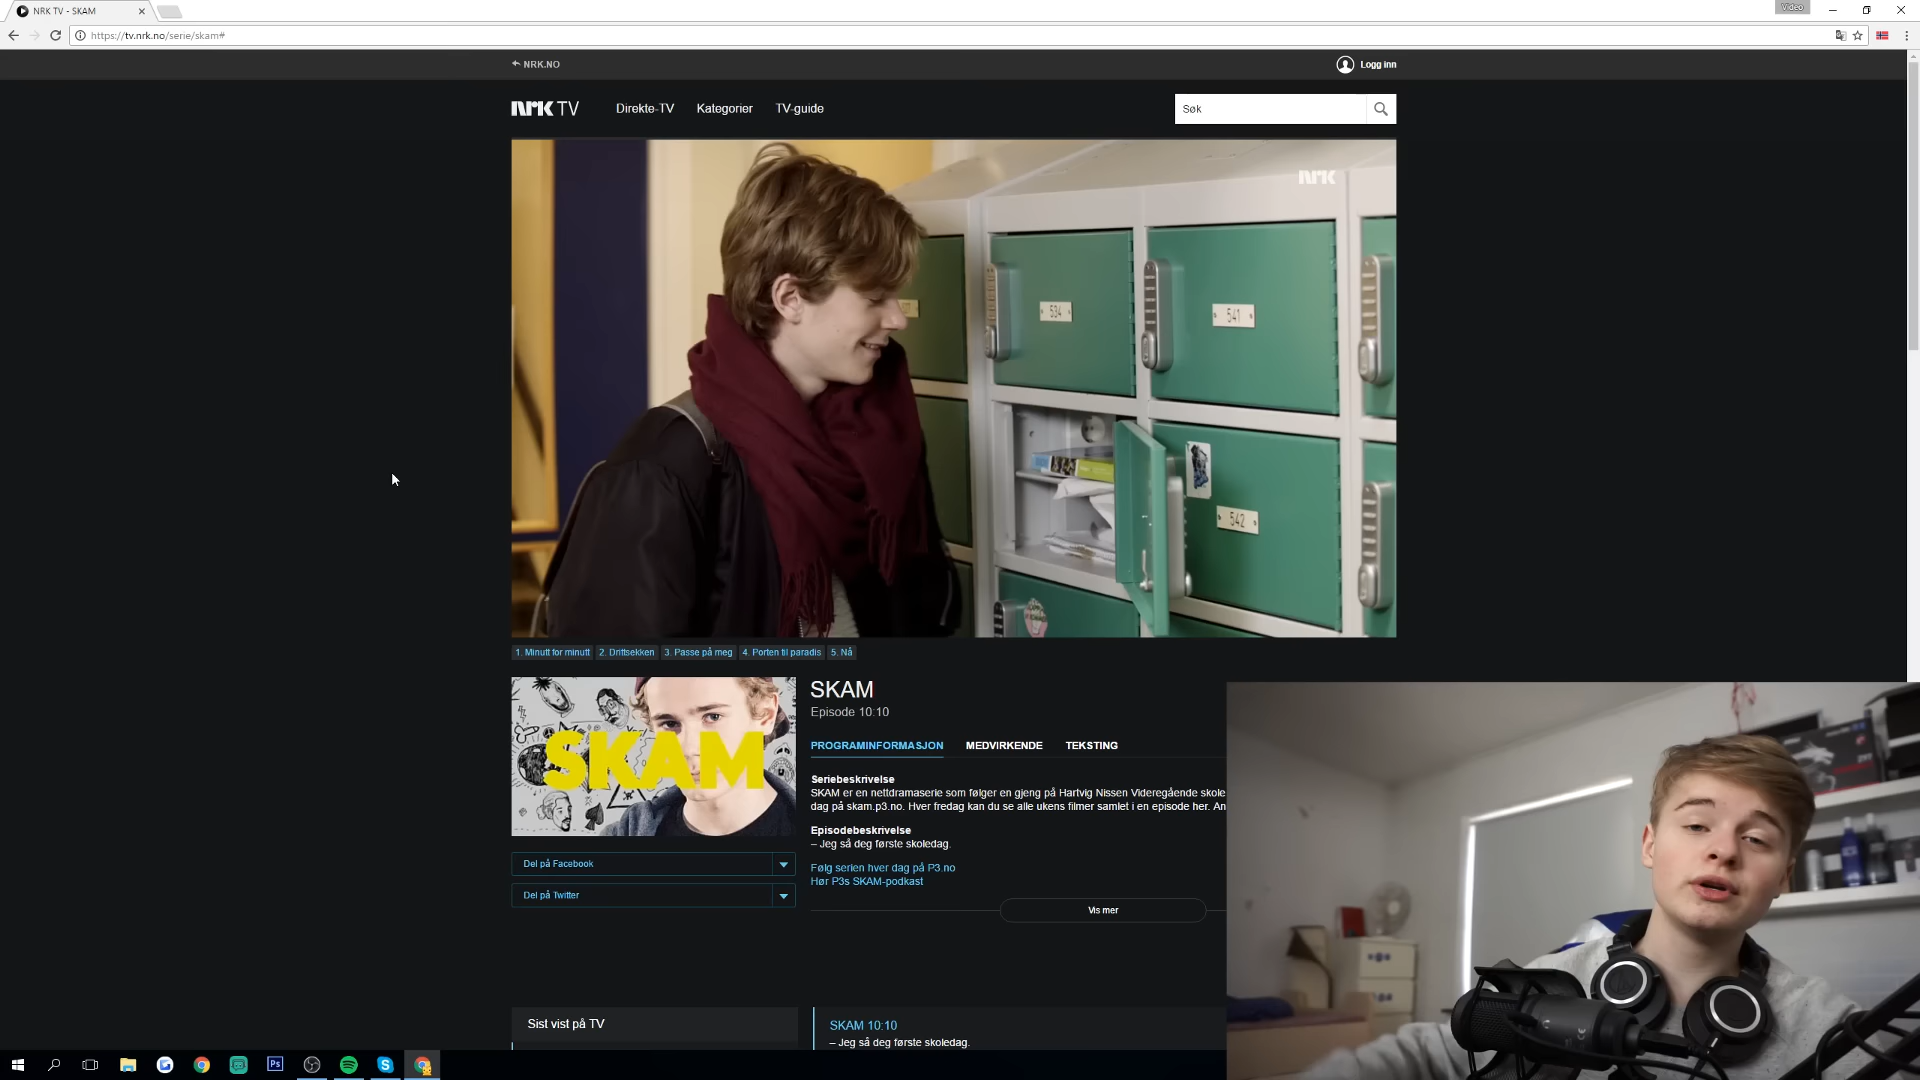 NRK TV - SKAM
Video
https://tv.nrk.no/serie/skam#
NRK.NO
Logg inn
NRK TV
Direkte-TV
Kategorier
TV-guide
Søk
NRK
534
541
542
1. Minutt for minutt
2. Drittsekken
3. Passe på meg
4. Porten til paradis
5. Nå
SKAM
SKAM
Episode 10:10
PROGRAMINFORMASJON
MEDVIRKENDE
TEKSTING
Seriebeskrivelse
SKAM er en nettdramaserie som følger en gjeng på Hartvig Nissen Videregående skole
dag på skam.p3.no. Hver fredag kan du se alle ukens filmer samlet i en episode her. An
Episodebeskrivelse
– Jeg så deg første skoledag.
Følg serien hver dag på P3.no
Hør P3s SKAM-podkast
Vis mer
Del på Facebook
Del på Twitter
Sist vist på TV
SKAM 10:10
– Jeg så deg første skoledag.
Ps